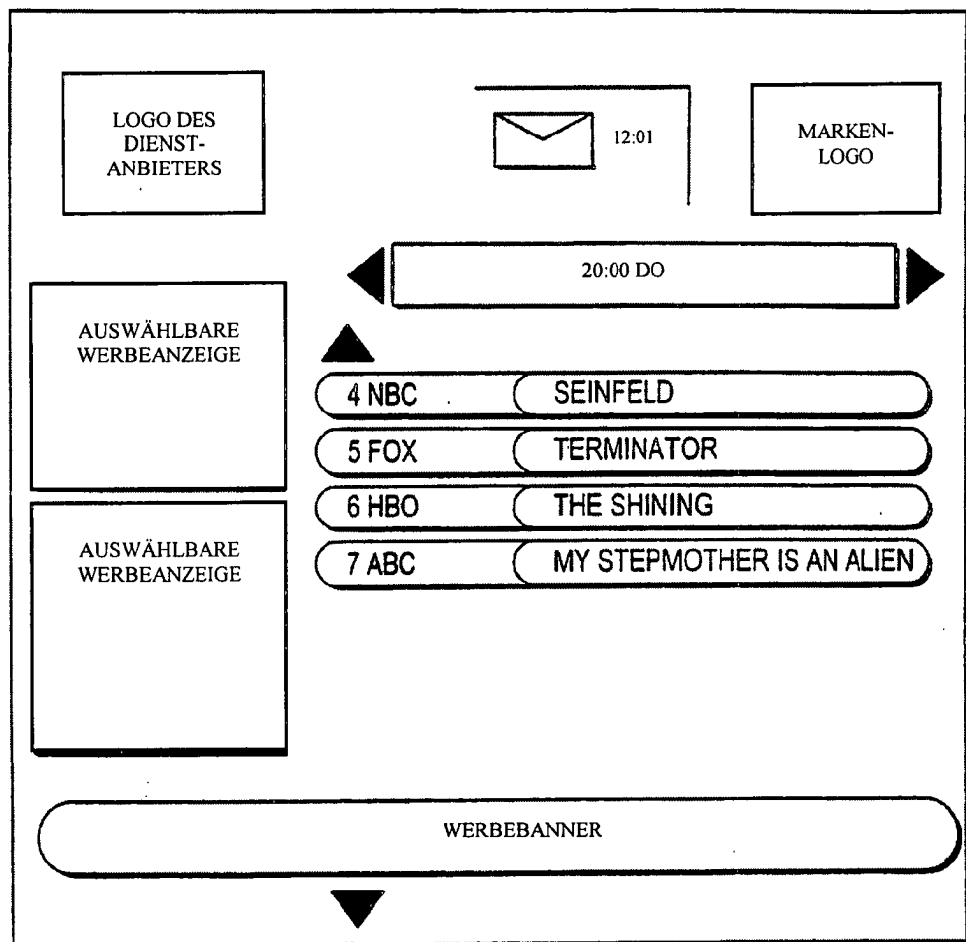 LOGO DES
DIENST-
ANBIETERS
12:01
MARKEN-
LOGO
20:00 DO
AUSWÄHLBARE
WERBEANZEIGE
4 NBC SEINFELD
5 FOX TERMINATOR
6 HBO THE SHINING
7 ABC MY STEPMOTHER IS AN ALIEN
AUSWÄHLBARE
WERBEANZEIGE
WERBEBANNER